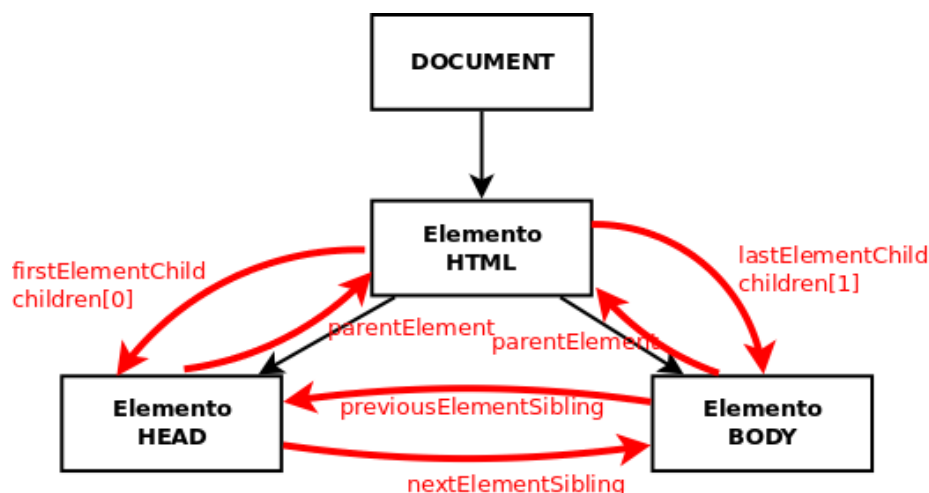 DOCUMENT
Elemento
HTML
firstElementChild
children[0]
lastElementChild
children[1]
parentElement
parentElement
Elemento
HEAD
previousElementSibling
Elemento
BODY
nextElementSibling